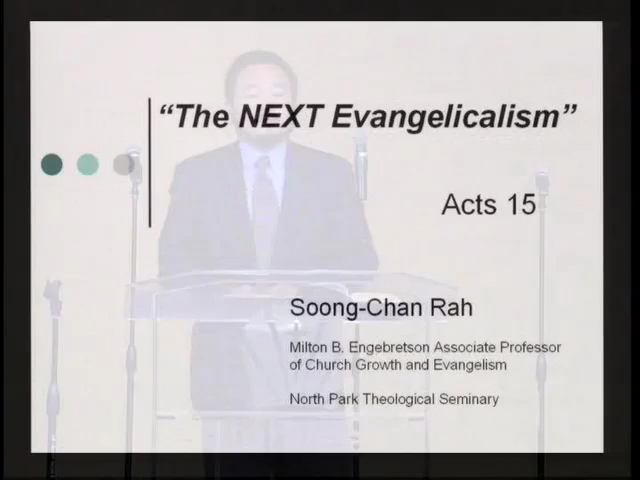 “The NEXT Evangelicalism”
Acts 15
Soong-Chan Rah
Milton B. Engebretson Associate Professor
of Church Growth and Evangelism
North Park Theological Seminary